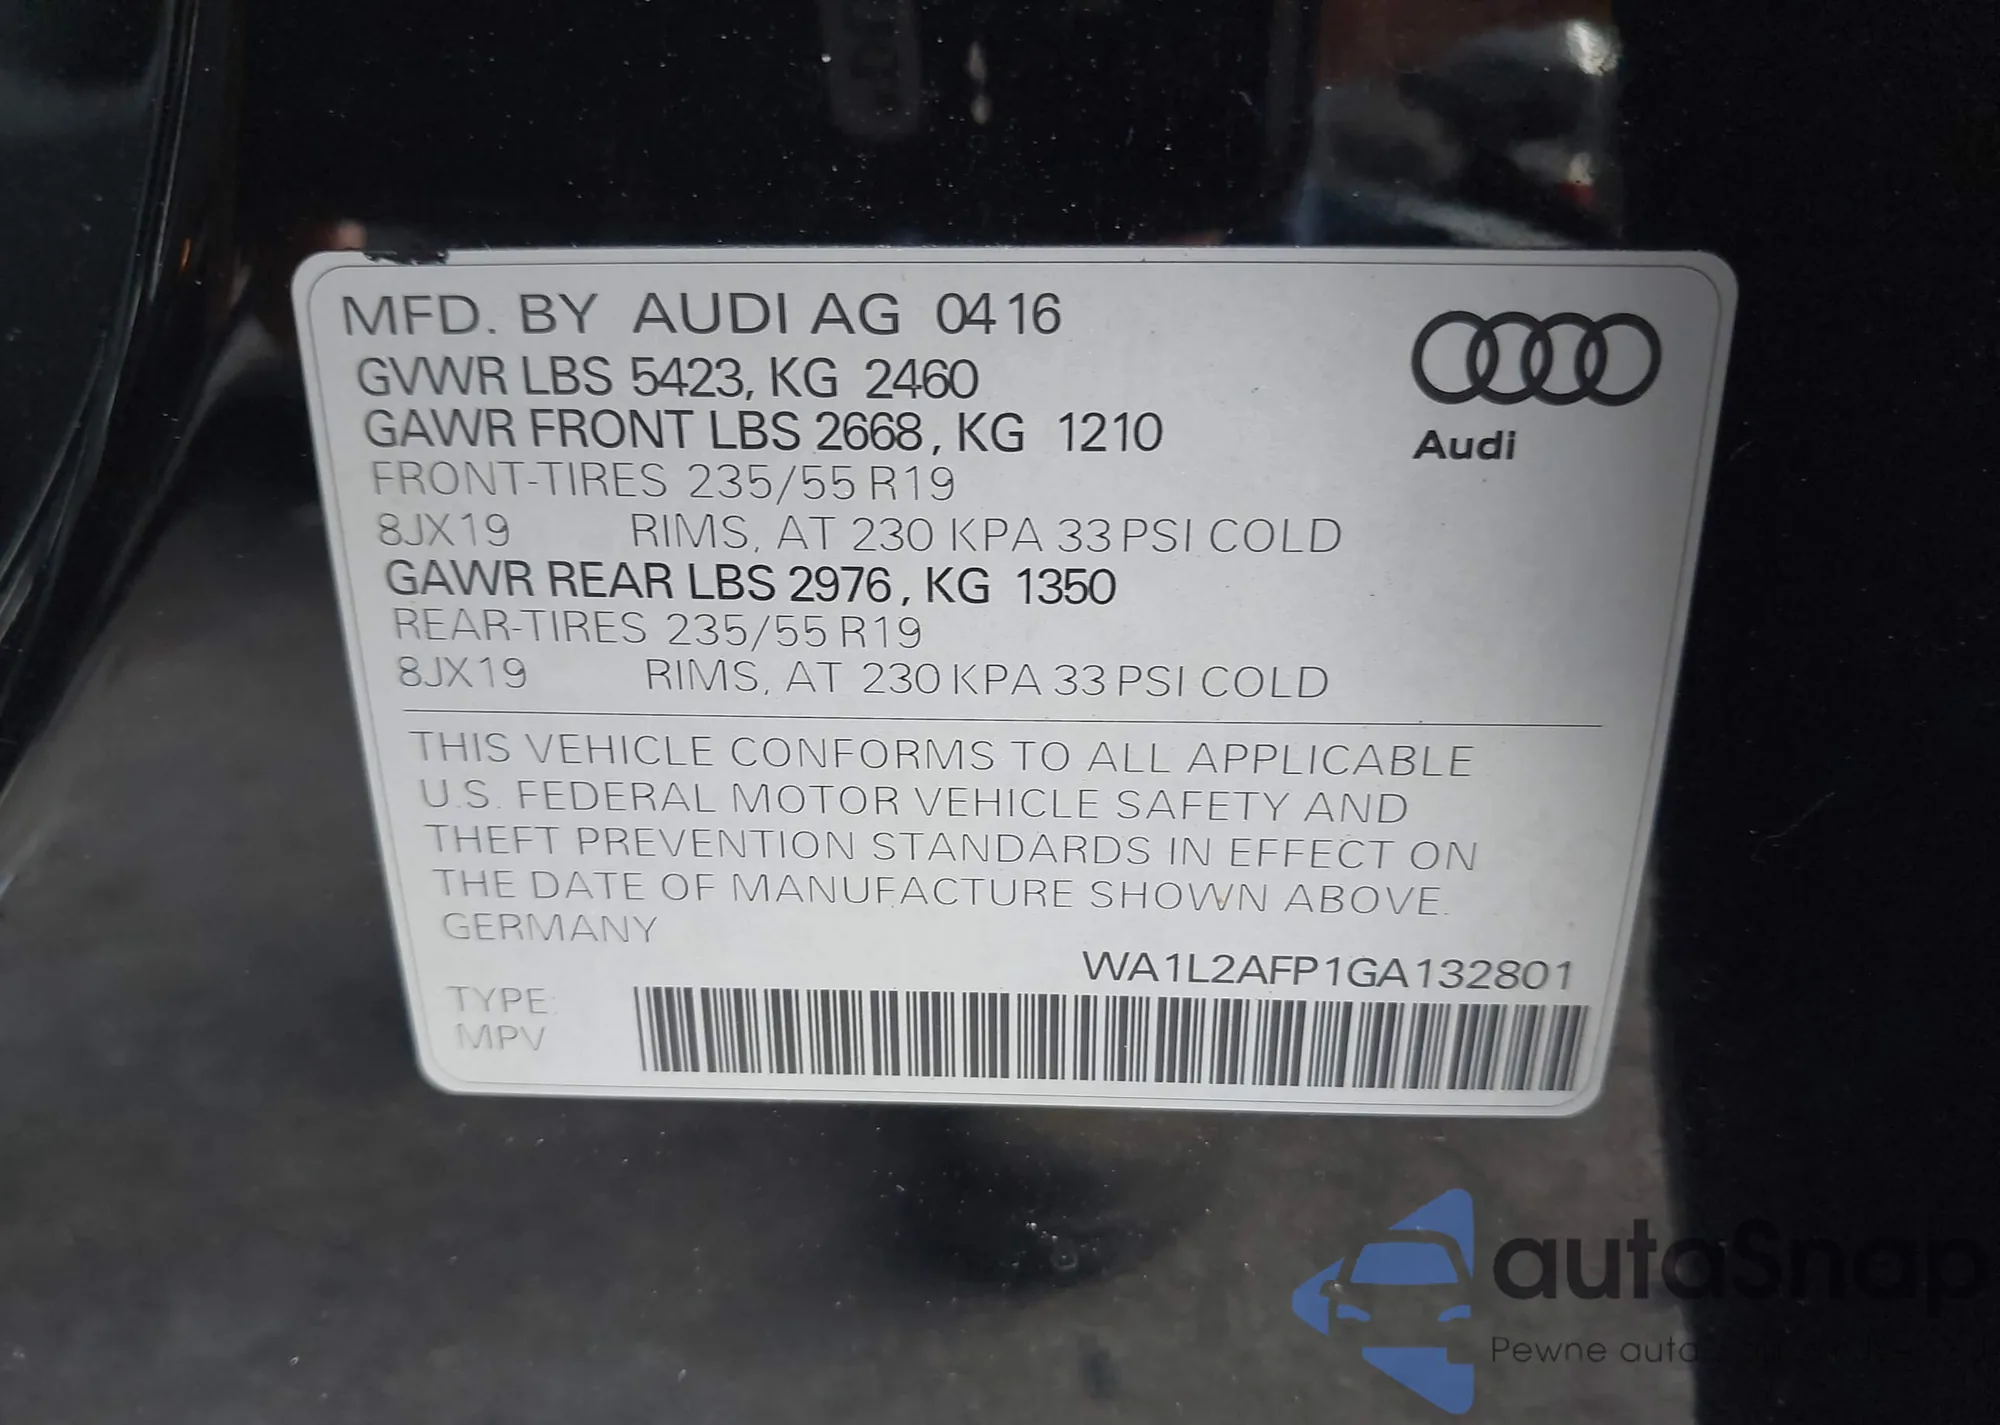 MFD. BY AUDI AG 04 16
GVWR LBS 5423, KG 2460
GAWR FRONT LBS 2668, KG 1210
FRONT-TIRES 235/55 R19
8JX19 RIMS, AT 230 KPA 33 PSI COLD
GAWR REAR LBS 2976, KG 1350
REAR-TIRES 235/55 R19
8JX19 RIMS, AT 230 KPA 33 PSI COLD
Audi
THIS VEHICLE CONFORMS TO ALL APPLICABLE
U.S. FEDERAL MOTOR VEHICLE SAFETY AND
THEFT PREVENTION STANDARDS IN EFFECT ON
THE DATE OF MANUFACTURE SHOWN ABOVE.
GERMANY
WA1L2AFP1GA132801
TYPE:
MPV
autoSnap
Pewne auta